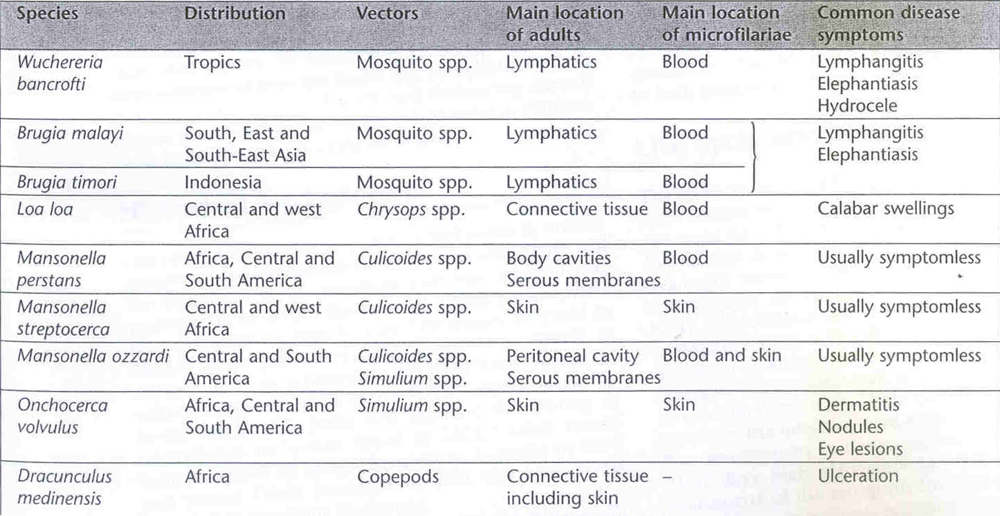 Species Distribution Vectors Main location Main location Common disease
of adults of microfilariae symptoms
Wuchereria Tropics Mosquito spp. Lymphatics Blood Lymphangitis
bancrofti Elephantiasis
Hydrocele
Brugia malayi South, East and Mosquito spp. Lymphatics Blood Lymphangitis
South-East Asia Elephantiasis
Brugia timori Indonesia Mosquito spp. Lymphatics Blood
Loa loa Central and west Chrysops spp. Connective tissue Blood Calabar swellings
Africa
Mansonella Africa, Central and Culicoides spp. Body cavities Blood Usually symptomless
perstans South America Serous membranes
Mansonella Central and west Culicoides spp. Skin Skin Usually symptomless
streptocerca Africa
Mansonella ozzardi Central and South Culicoides spp. Peritoneal cavity Blood and skin Usually symptomless
America Simulium spp. Serous membranes
Onchocerca Africa, Central and Simulium spp. Skin Skin Dermatitis
volvulus South America Nodules
Eye lesions
Dracunculus Africa Copepods Connective tissue – Ulceration
medinensis including skin